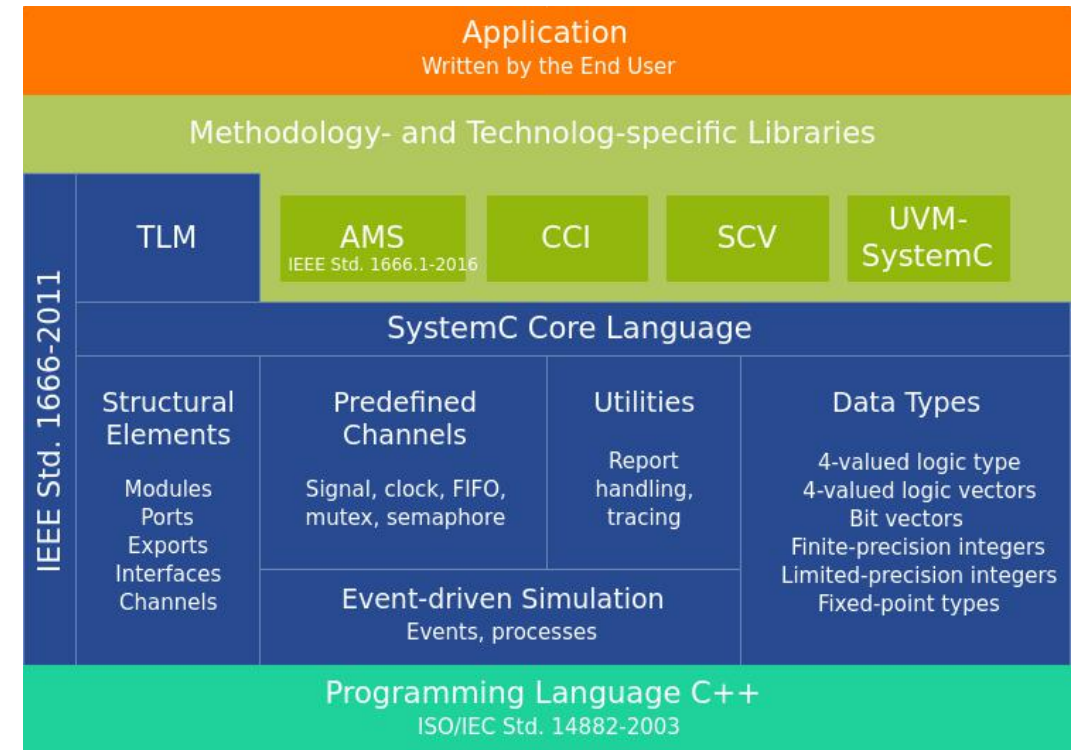 Application
Written by the End User
Methodology- and Technolog-specific Libraries
IEEE Std. 1666-2011
TLM
AMS
IEEE Std. 1666.1-2016
CCI
SCV
UVM-
SystemC
SystemC Core Language
Structural
Elements
Modules
Ports
Exports
Interfaces
Channels
Predefined
Channels
Signal, clock, FIFO,
mutex, semaphore
Utilities
Report
handling,
tracing
Data Types
4-valued logic type
4-valued logic vectors
Bit vectors
Finite-precision integers
Limited-precision integers
Fixed-point types
Event-driven Simulation
Events, processes
Programming Language C++
ISO/IEC Std. 14882-2003